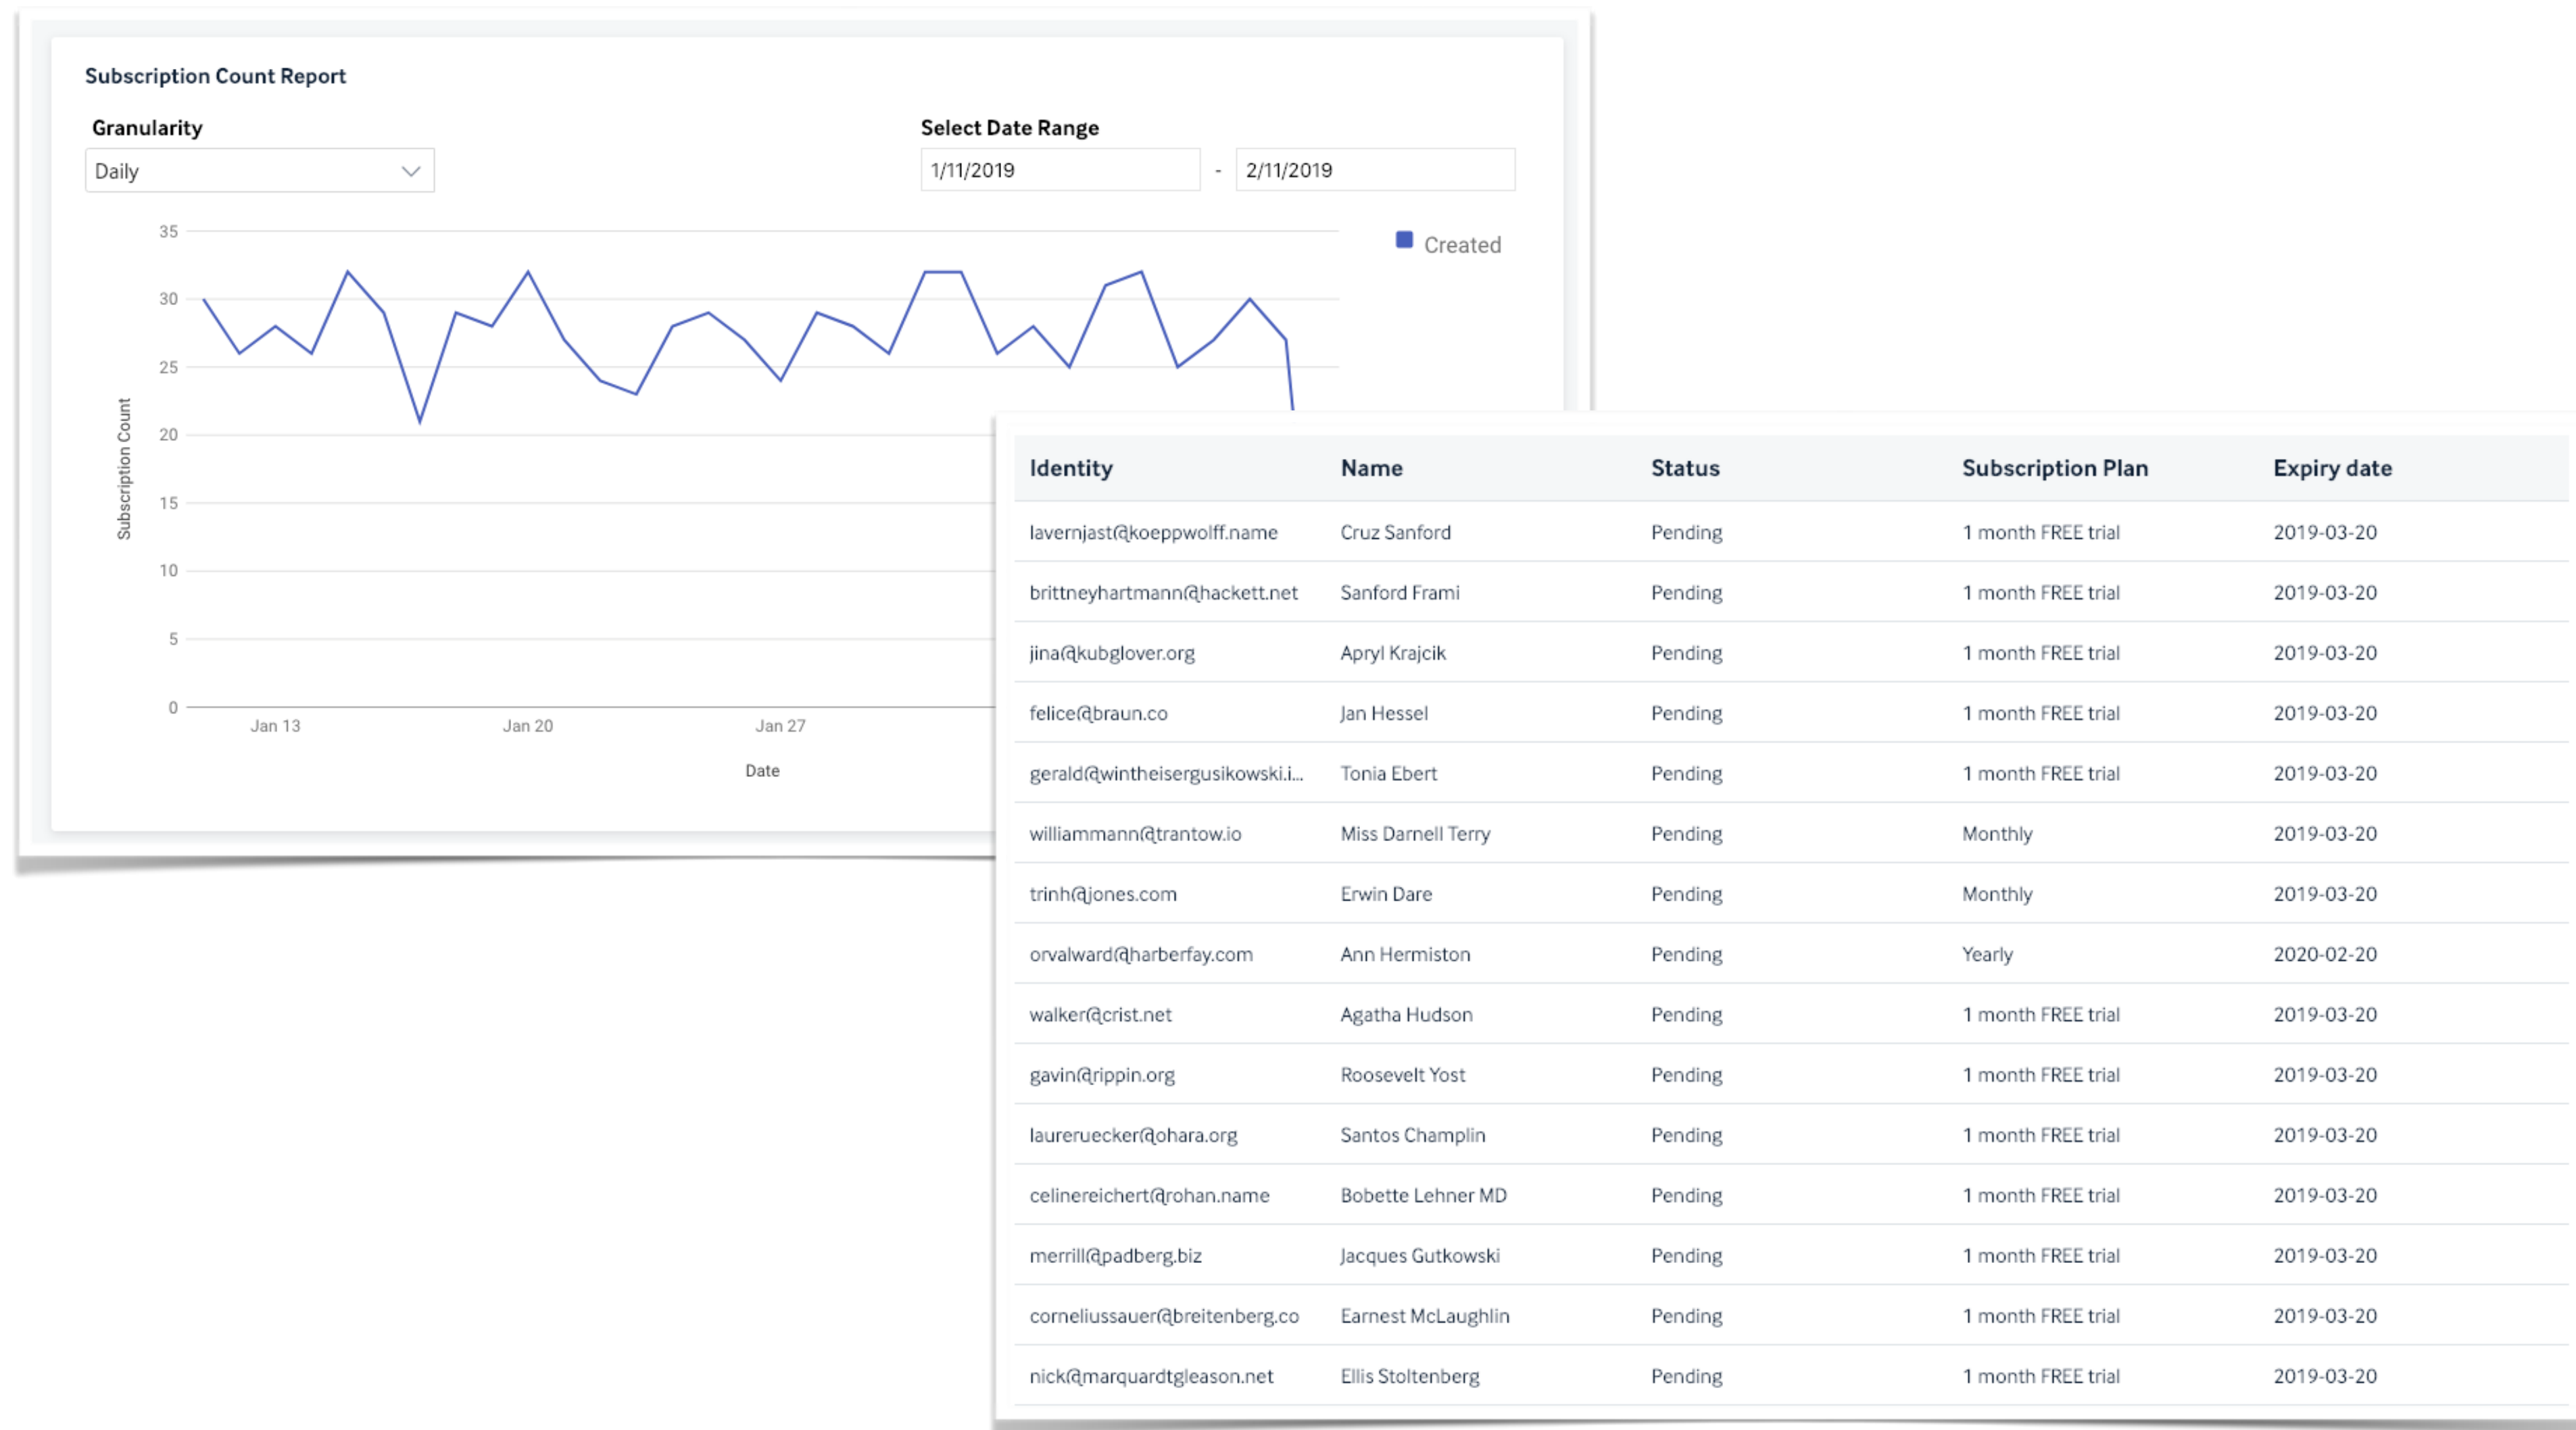 Subscription Count Report
Granularity
Select Date Range
Daily
1/11/2019 - 2/11/2019
35
30
25
20
15
10
5
0
Subscription Count
Created
Jan 13 Jan 20 Jan 27
Date
Identity Name Status Subscription Plan Expiry date
lavernjast@koeppwolff.name Cruz Sanford Pending 1 month FREE trial 2019-03-20
brittneyhartmann@hackett.net Sanford Frami Pending 1 month FREE trial 2019-03-20
jina@kubglover.org Apryl Krajcik Pending 1 month FREE trial 2019-03-20
felice@braun.co Jan Hessel Pending 1 month FREE trial 2019-03-20
gerald@wintheisergusikowski.i... Tonia Ebert Pending 1 month FREE trial 2019-03-20
williammann@trantow.io Miss Darnell Terry Pending Monthly 2019-03-20
trinh@jones.com Erwin Dare Pending Monthly 2019-03-20
orvalward@harberfay.com Ann Hermiston Pending Yearly 2020-02-20
walker@crist.net Agatha Hudson Pending 1 month FREE trial 2019-03-20
gavin@rippin.org Roosevelt Yost Pending 1 month FREE trial 2019-03-20
laureruecker@ohara.org Santos Champlin Pending 1 month FREE trial 2019-03-20
celinereichert@rohan.name Bobette Lehner MD Pending 1 month FREE trial 2019-03-20
merrill@padberg.biz Jacques Gutkowski Pending 1 month FREE trial 2019-03-20
corneliussauer@breitenberg.co Earnest McLaughlin Pending 1 month FREE trial 2019-03-20
nick@marquardtgleason.net Ellis Stoltenberg Pending 1 month FREE trial 2019-03-20